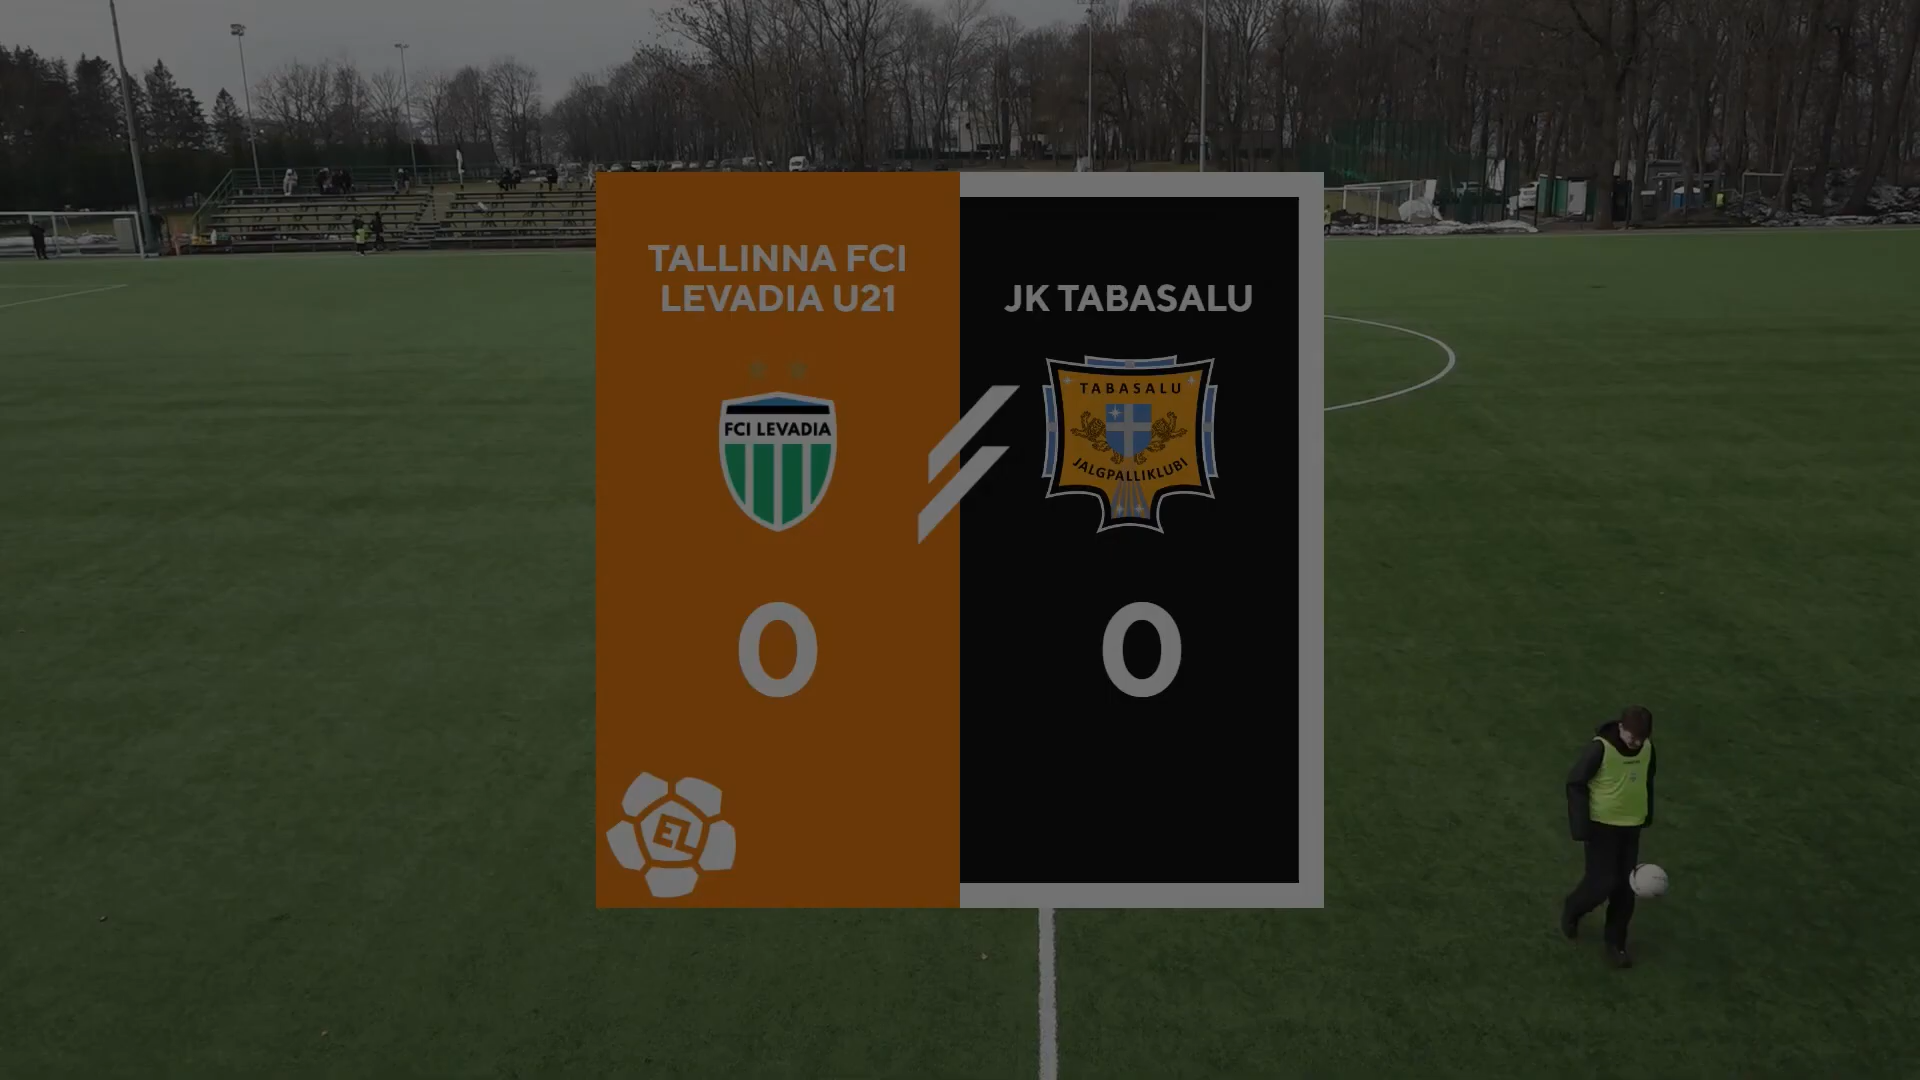 TALLINNA FCI
LEVADIA U21
JK TABASALU
FCI LEVADIA
TABASALU
JALGPALLIKLUBI
0
0
EL